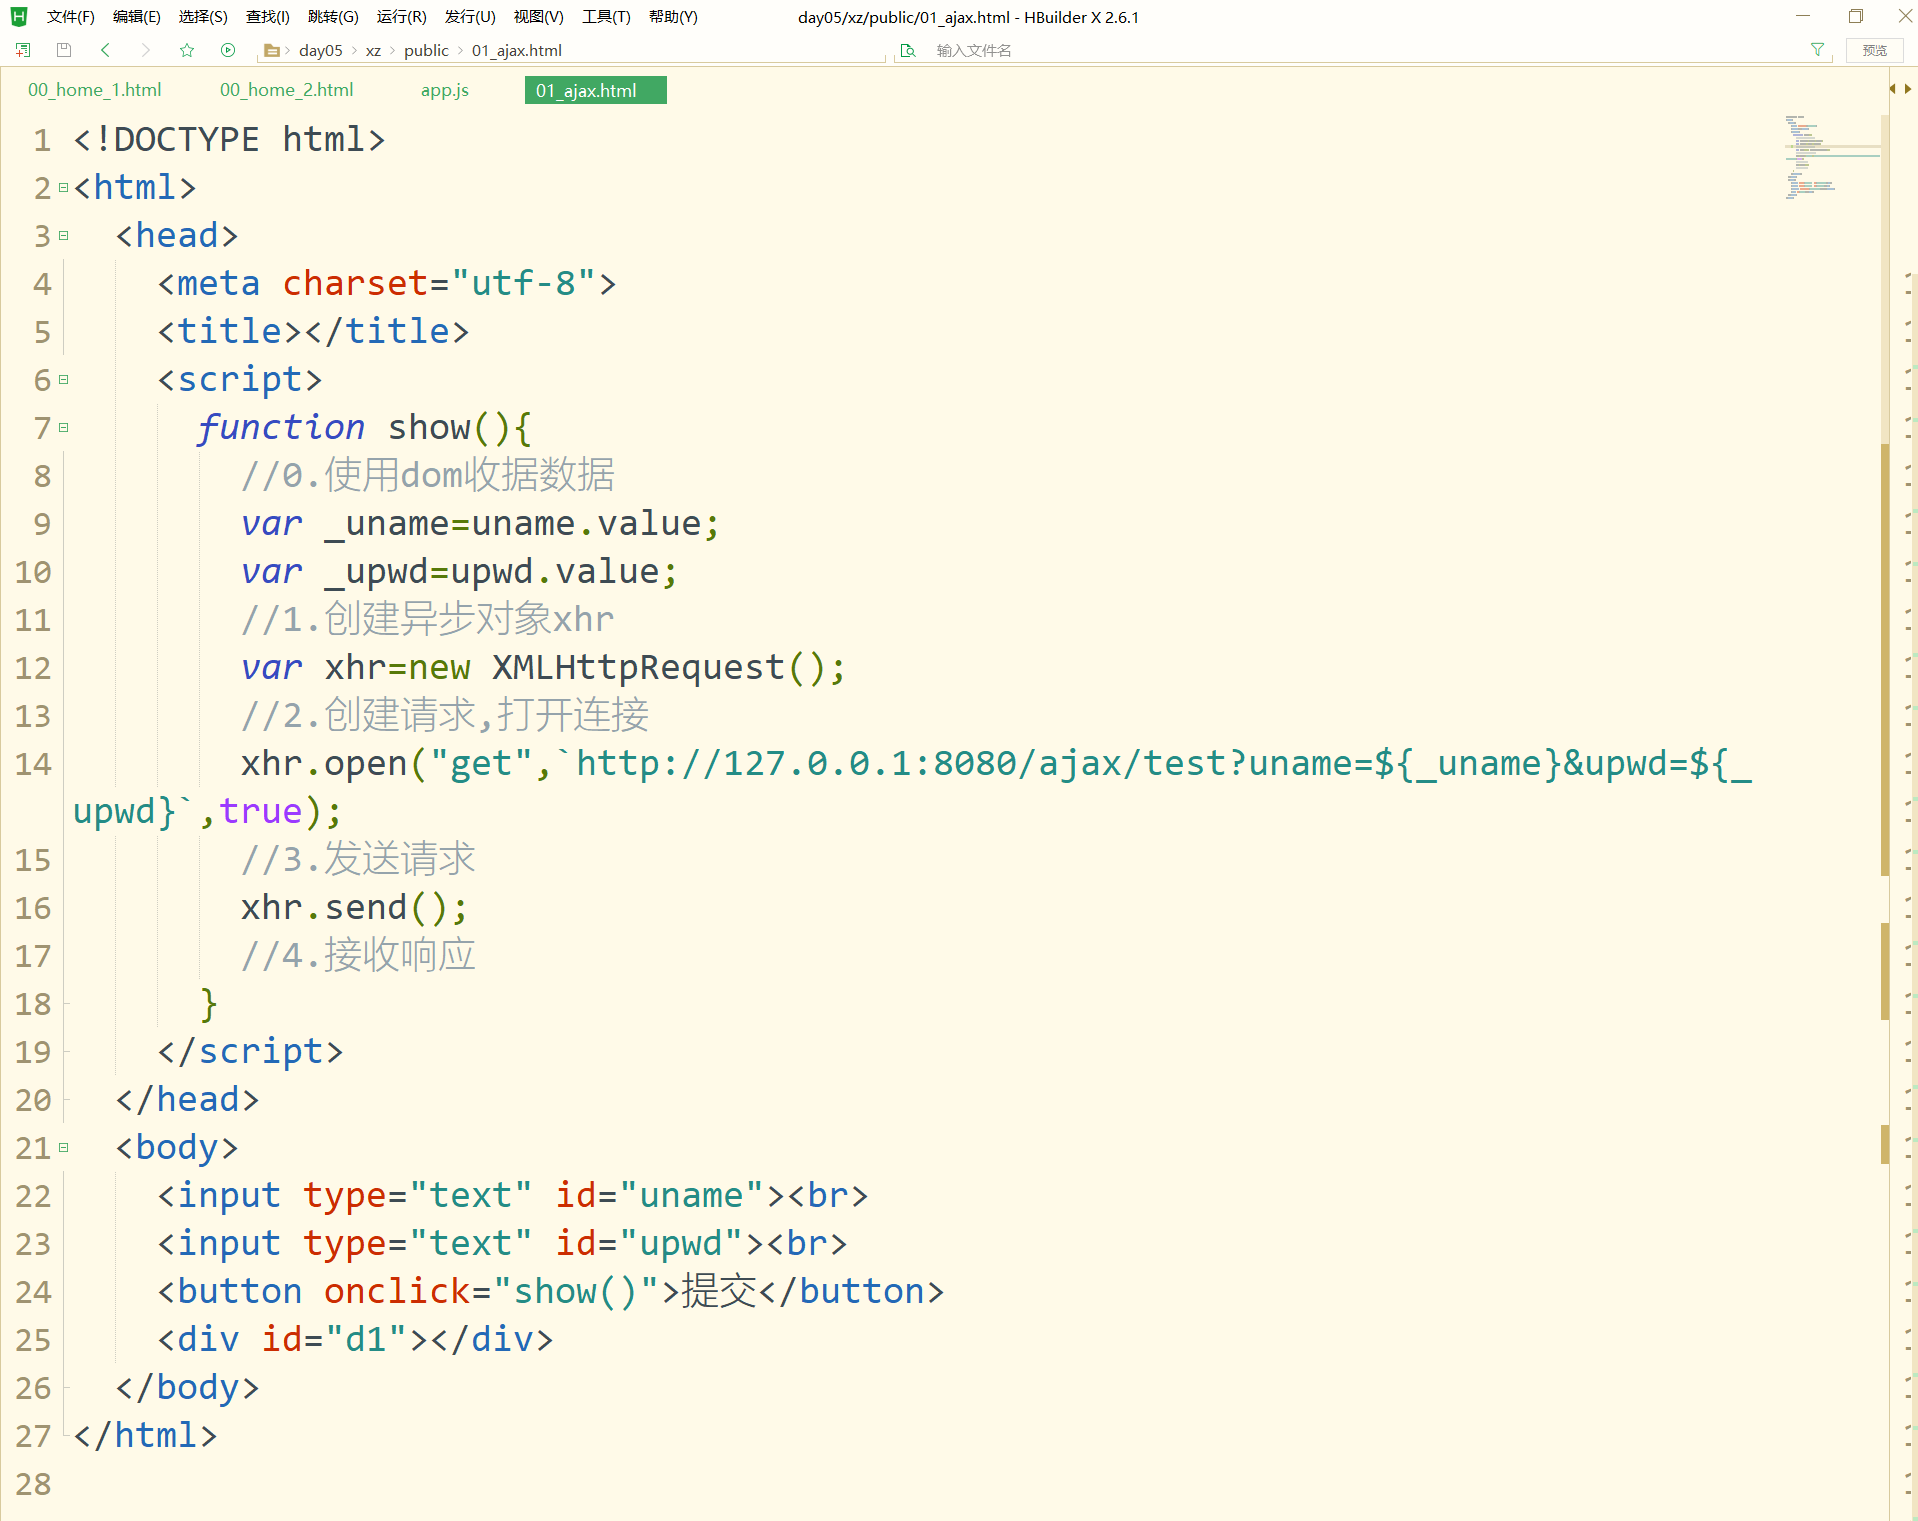 文件(F) 编辑(E) 选择(S) 查找(I) 跳转(G) 运行(R) 发行(U) 视图(V) 工具(T) 帮助(Y) day05/xz/public/01_ajax.html - HBuilder X 2.6.1
day05 xz public 01_ajax.html 输入文件名 预览
00_home_1.html 00_home_2.html app.js 01_ajax.html
1 <!DOCTYPE html>
2 <html>
3 <head>
4 <meta charset="utf-8">
5 <title></title>
6 <script>
7 function show(){
8 //0.使用dom收据数据
9 var _uname=uname.value;
10 var _upwd=upwd.value;
11 //1.创建异步对象xhr
12 var xhr=new XMLHttpRequest();
13 //2.创建请求,打开连接
14 xhr.open("get",`http://127.0.0.1:8080/ajax/test?uname=${_uname}&upwd=${_
upwd}`,true);
15 //3.发送请求
16 xhr.send();
17 //4.接收响应
18 }
19 </script>
20 </head>
21 <body>
22 <input type="text" id="uname"><br>
23 <input type="text" id="upwd"><br>
24 <button onclick="show()">提交</button>
25 <div id="d1"></div>
26 </body>
27 </html>
28